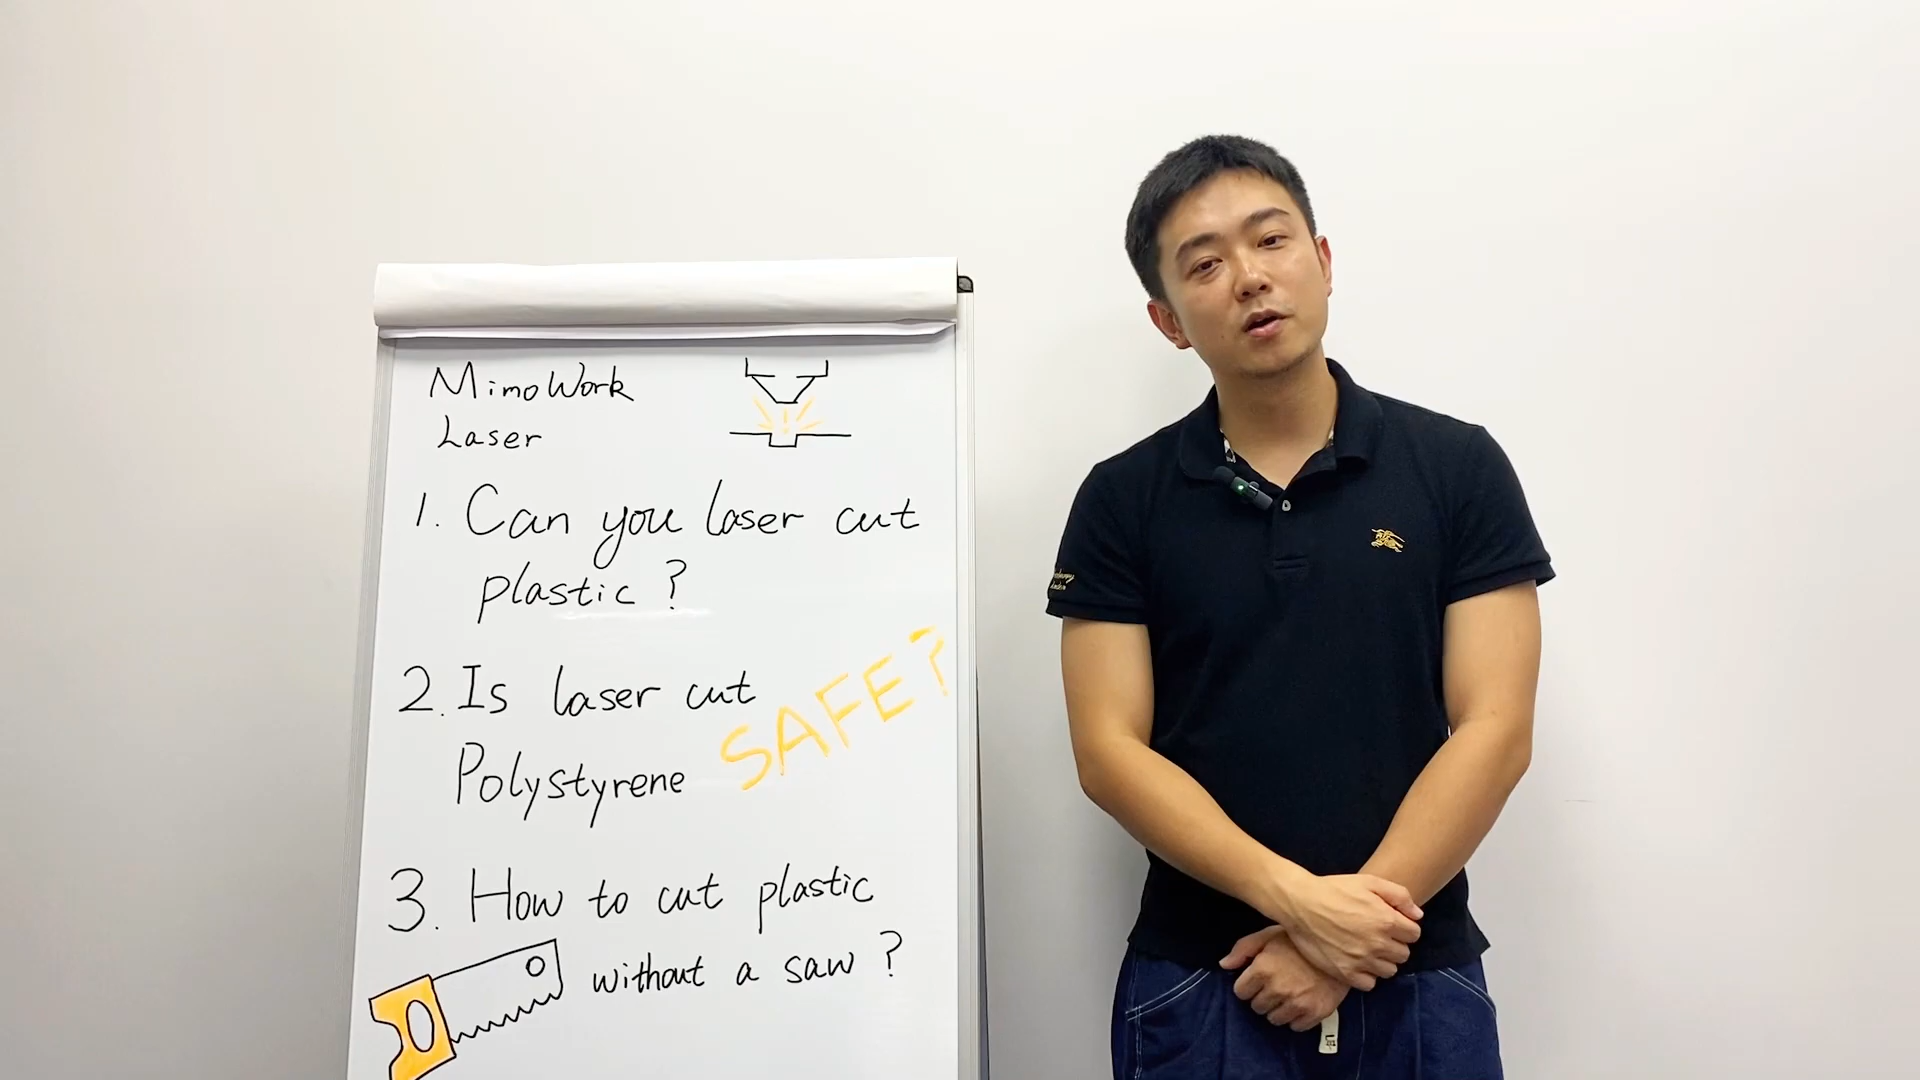 MimoWork
Laser
1. Can you laser cut
plastic?
2. Is laser cut
Polystyrene SAFE?
3. How to cut plastic
without a saw?